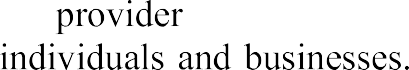 provider
individuals and businesses.